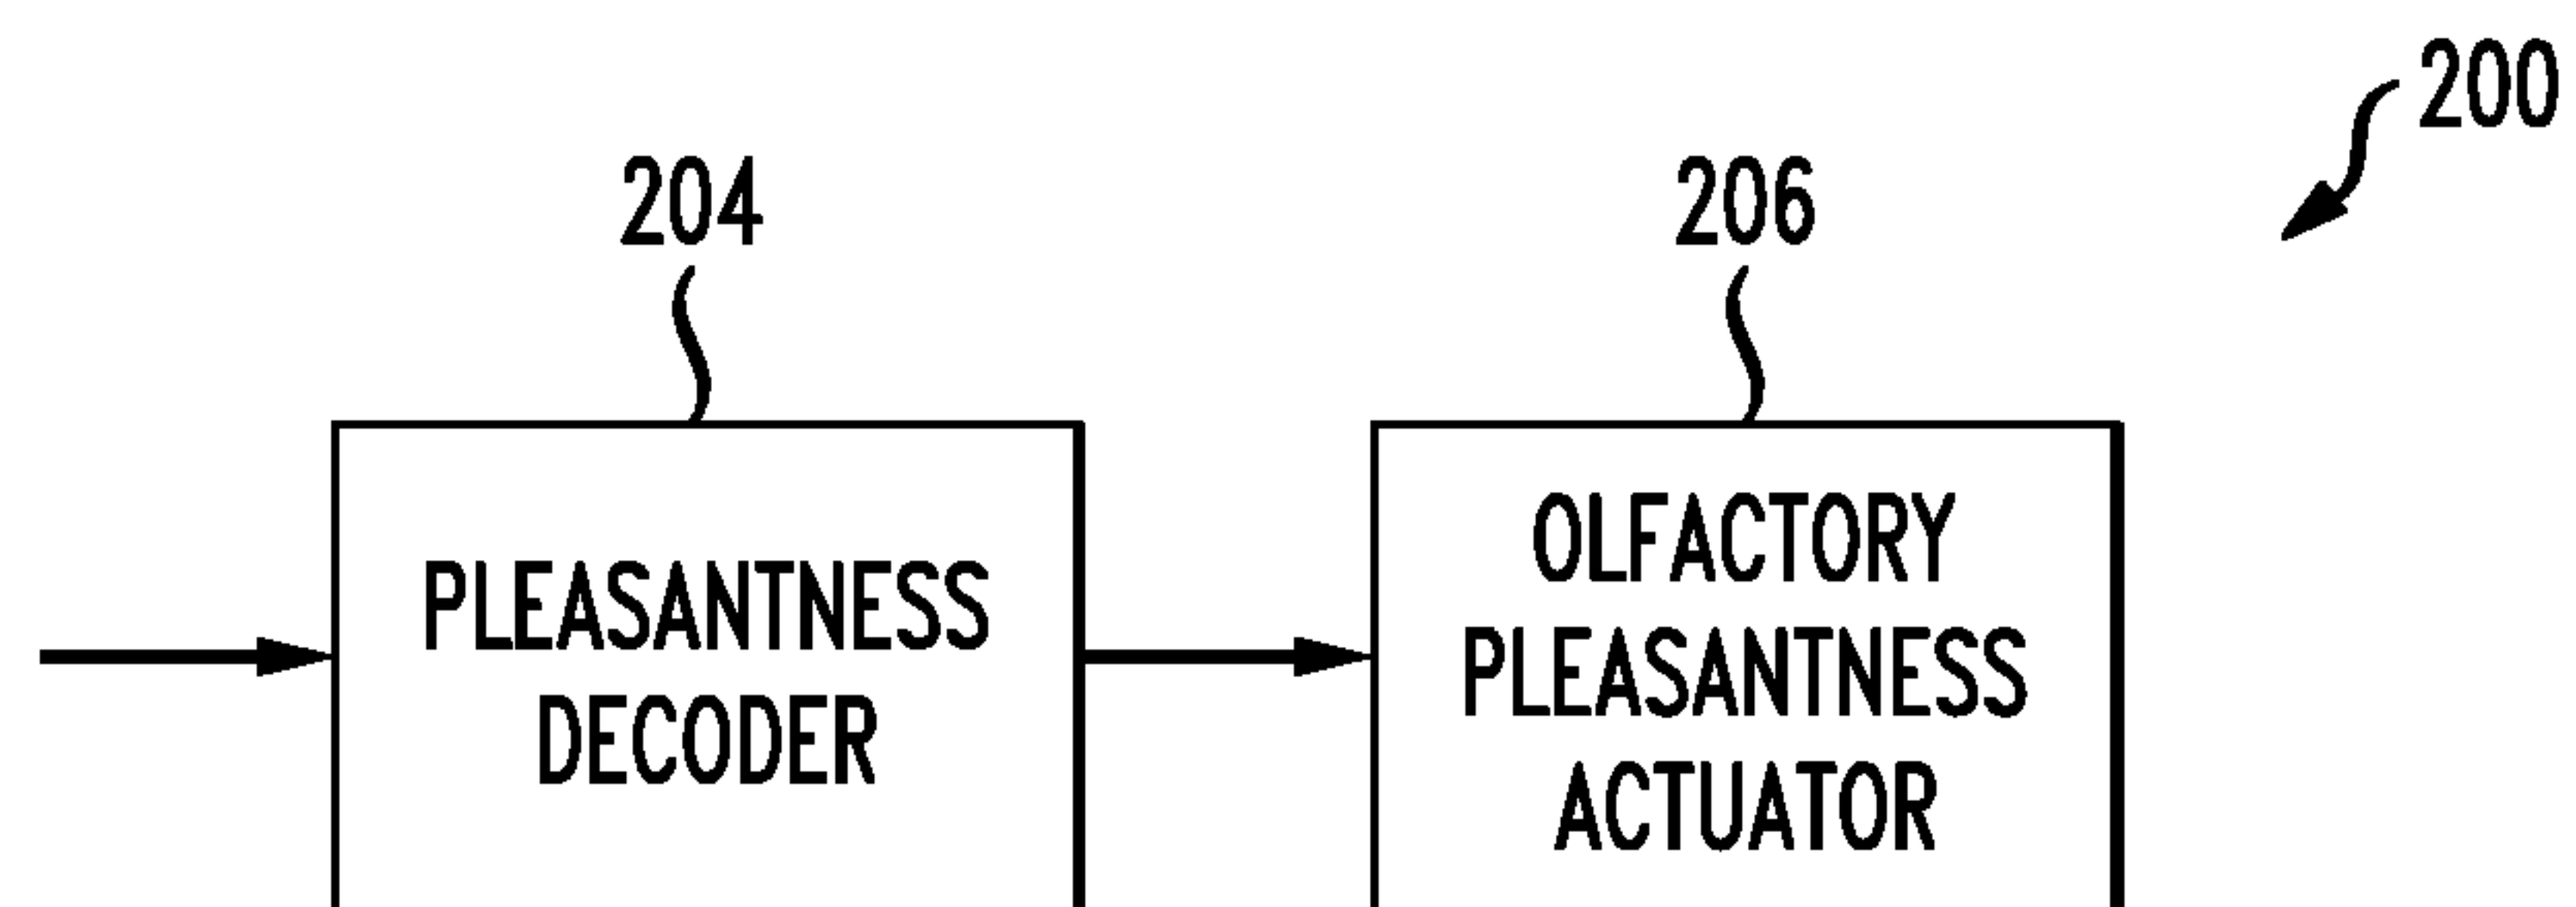 200
204
206
PLEASANTNESS
DECODER
OLFACTORY
PLEASANTNESS
ACTUATOR